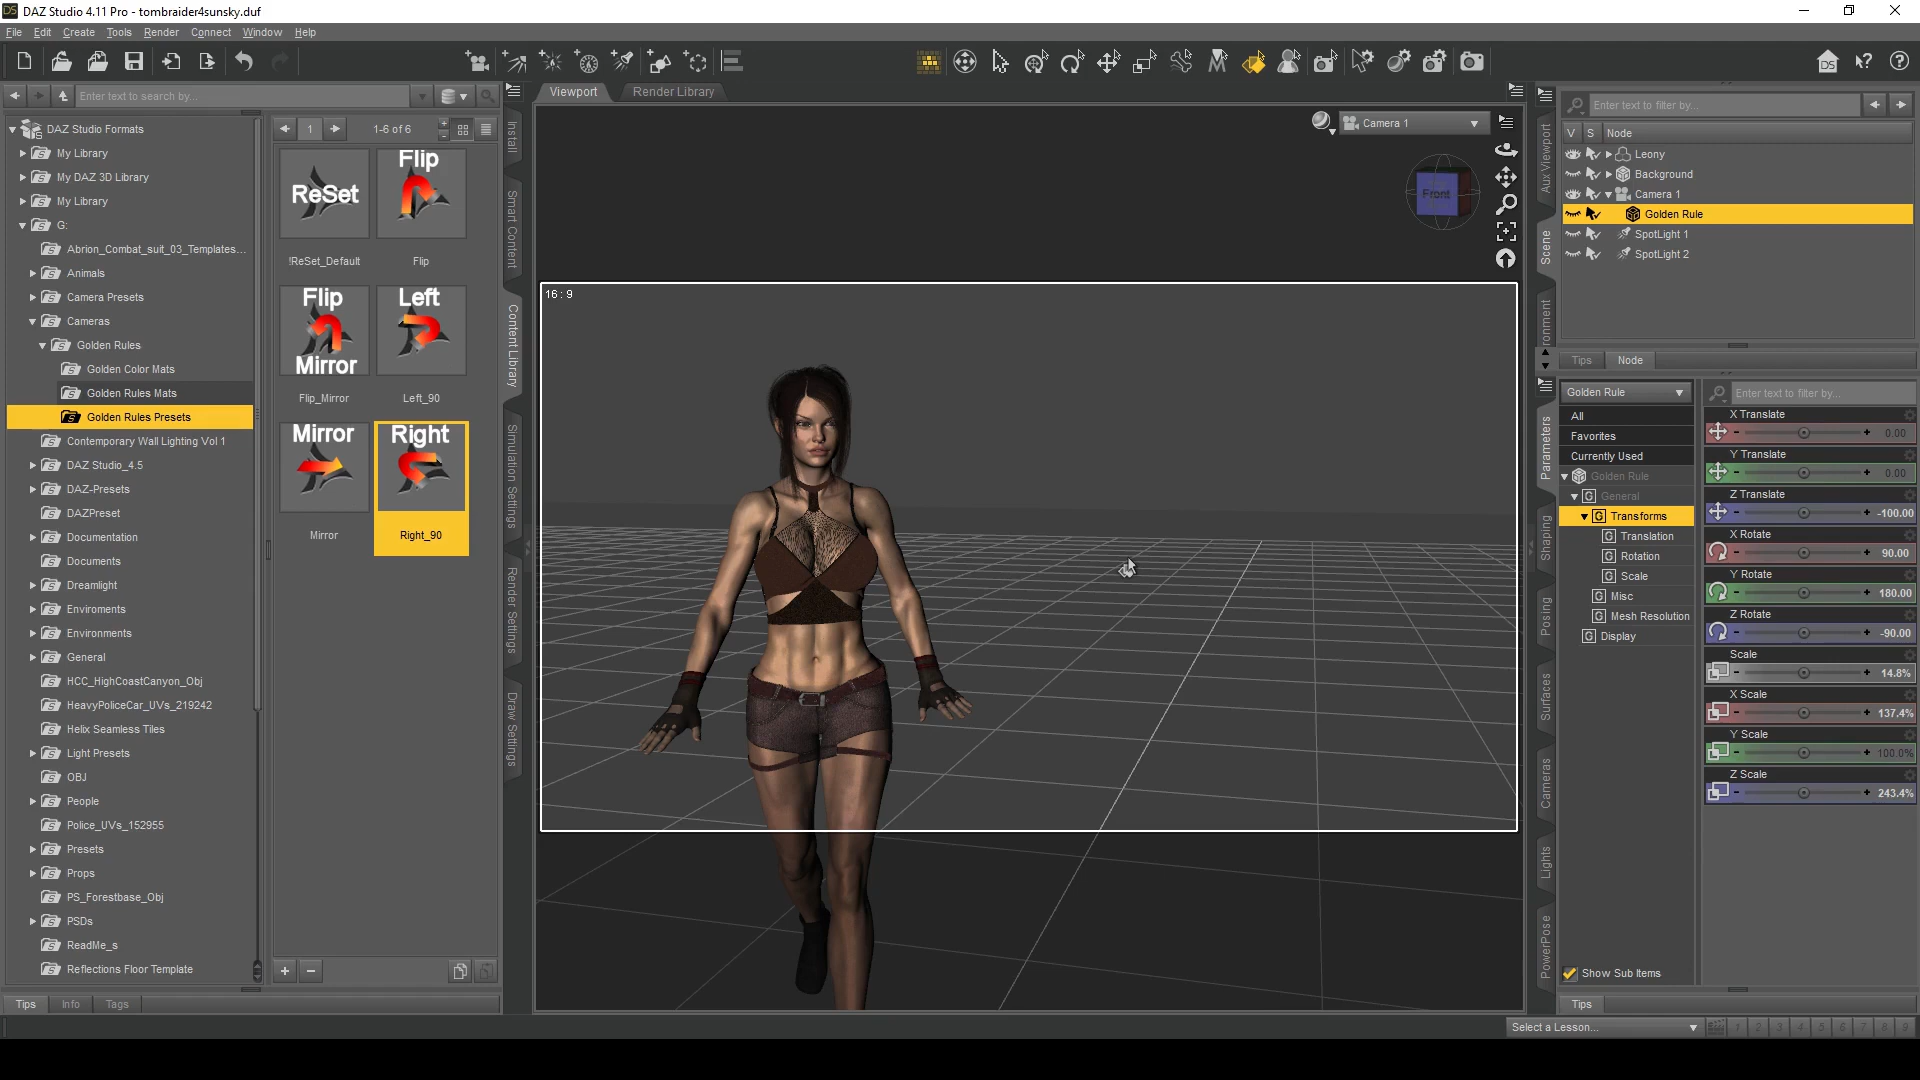 DAZ Studio 4.11 Pro - tombraider4sunsky.duf
File Edit Create Tools Render Connect Window Help
Enter text to search by...
DAZ Studio Formats
My Library
My DAZ 3D Library
My Library
G:
Abrion_Combat_suit_03_Templates...
Animals
Camera Presets
Cameras
Golden Rules
Golden Color Mats
Golden Rules Mats
Golden Rules Presets
Contemporary Wall Lighting Vol 1
DAZ Studio_4.5
DAZ-Presets
DAZPreset
Documentation
Documents
Dreamlight
Enviroments
Environments
General
HCC_HighCoastCanyon_Obj
HeavyPoliceCar_UVs_219242
Helix Seamless Tiles
Light Presets
OBJ
People
Police_UVs_152955
Presets
Props
PS_Forestbase_Obj
PSDs
ReadMe_s
Reflections Floor Template
Tips Info Tags
1 1-6 of 6
ReSet
!ReSet_Default
Flip
Flip
Flip
Mirror
Flip_Mirror
Left
Left_90
Mirror
Mirror
Right
Right_90
Install
Smart Content
Content Library
Simulation Settings
Render Settings
Draw Settings
Viewport Render Library
Camera 1
Front
16 : 9
Aux Viewport
Scene
Enter text to filter by...
V S Node
Leony
Background
Camera 1
Golden Rule
SpotLight 1
SpotLight 2
Tips Node
Parameters
Shaping
Posing
Surfaces
Cameras
Lights
PowerPose
Golden Rule
Enter text to filter by...
All
Favorites
Currently Used
Golden Rule
General
Transforms
Translation
Rotation
Scale
Misc
Mesh Resolution
Display
X Translate
0.00
Y Translate
0.00
Z Translate
-100.00
X Rotate
90.00
Y Rotate
180.00
Z Rotate
-90.00
Scale
14.8%
X Scale
137.4%
Y Scale
100.0%
Z Scale
243.4%
Show Sub Items
Tips
Select a Lesson...
1 2 3 4 5 6 7 8 9